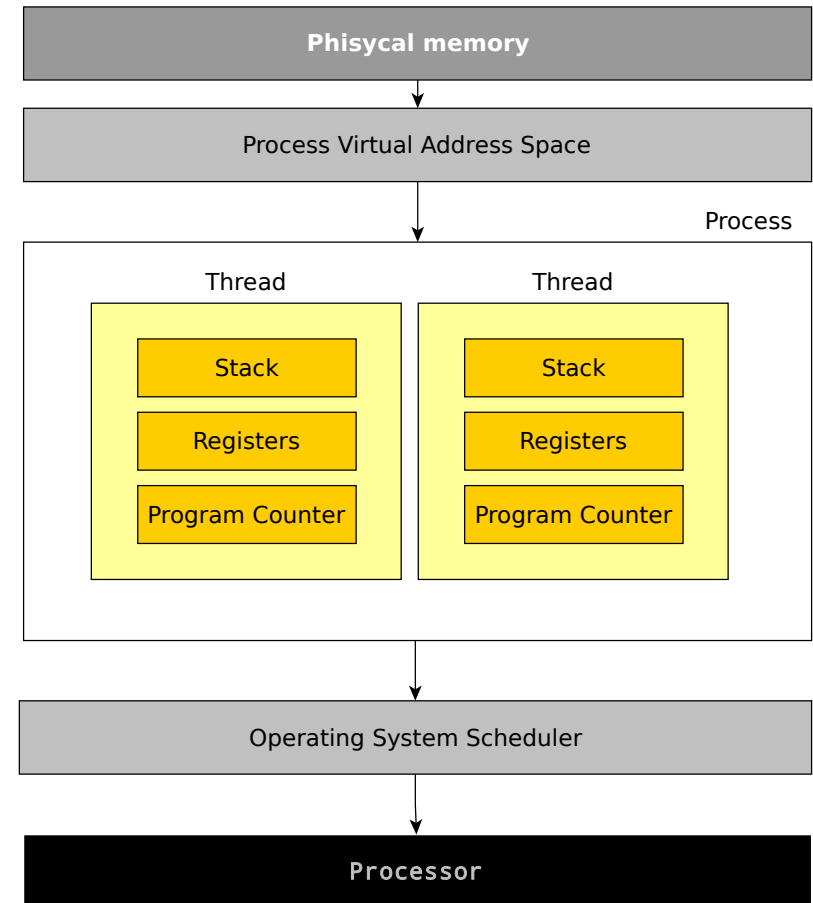 Phisycal memory
Process Virtual Address Space
Process
Thread
Thread
Stack
Stack
Registers
Registers
Program Counter
Program Counter
Operating System Scheduler
Processor